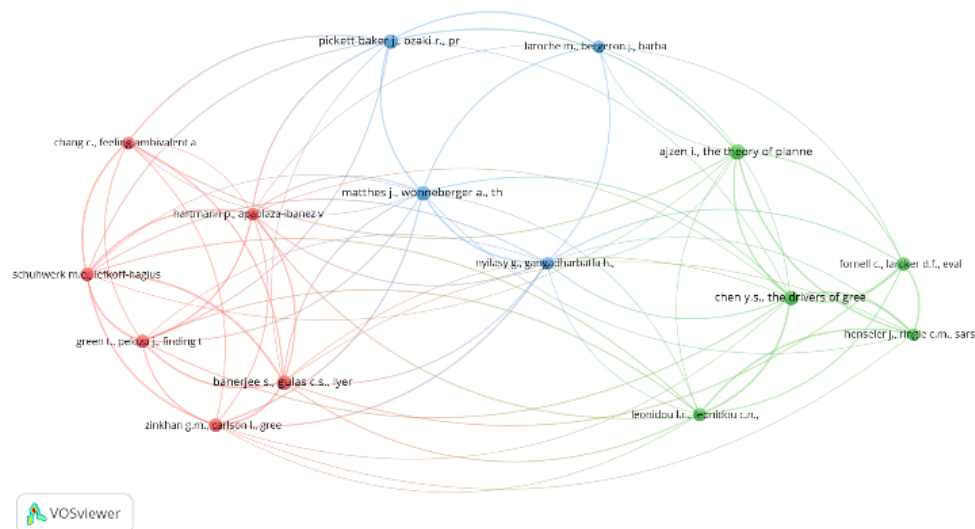 pickett-baker j., ozaki r., pr
laroche m., bergeron j., barba
chang c., feeling ambivalent a
ajzen i., the theory of planne
matthes j., wonneberger a., th
hartmann p., apaolaza-ibanez v
nyilasy g., gangadharbatla h.,
fornell c., larcker d.f., eval
schuhwerk m.e., lefkoff-hagius
chen y.s., the drivers of gree
henseler j., ringle c.m., sars
green t., peloza j., finding t
banerjee s., gulas c.s., iyer
leonidou l.c., leonidou c.n.,
zinkhan g.m., carlson l., gree
VOSviewer